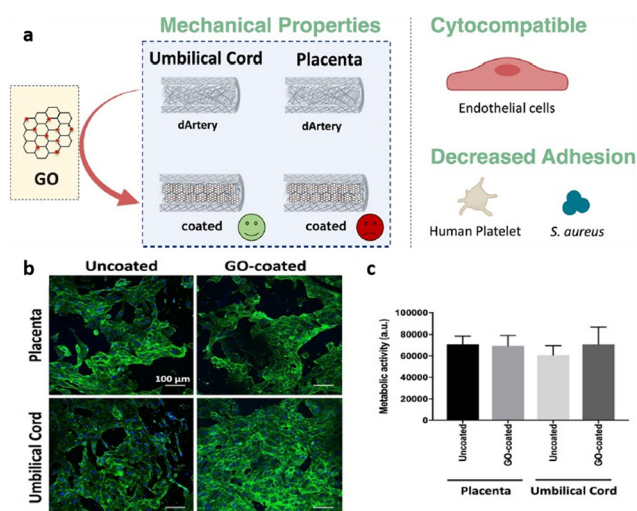 a
Mechanical Properties
Umbilical Cord
Placenta
dArtery
dArtery
GO
coated
coated
Cytocompatible
Endothelial cells
Decreased Adhesion
Human Platelet
S. aureus
b
Uncoated
GO-coated
Placenta
100 µm
Umbilical Cord
c
Metabolic activity (a.u.)
100000
80000
60000
40000
20000
0
Uncoated
GO-coated
Uncoated
GO-coated
Placenta
Umbilical Cord